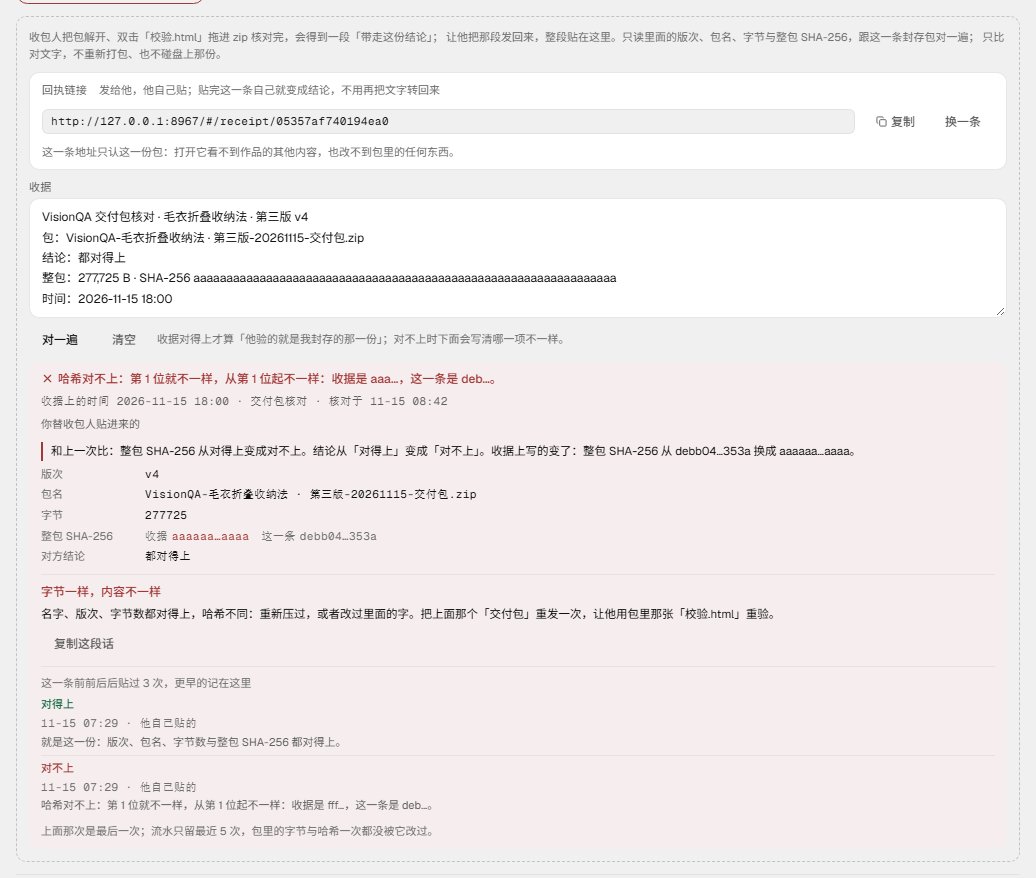 收包人把包解开、双击「校验.html」拖进 zip 核对完，会得到一段「带走这份结论」；让他把那段发回来，整段贴在这里。只读里面的版次、包名、字节与整包 SHA-256，跟这一条封存包对一遍；只比
对文字，不重新打包、也不碰盘上那份。
回执链接 发给他，他自己贴；贴完这一条自己就变成结论，不用再把文字转回来
http://127.0.0.1:8967/#/receipt/05357af740194ea0 复制 换一条
这一条地址只认这一份包：打开它看不到作品的其他内容，也改不到包里的任何东西。
收据
VisionQA 交付包核对 · 毛衣折叠收纳法 · 第三版 v4
包：VisionQA-毛衣折叠收纳法 · 第三版-20261115-交付包.zip
结论：都对得上
整包：277,725 B · SHA-256 aaaaaaaaaaaaaaaaaaaaaaaaaaaaaaaaaaaaaaaaaaaaaaaaaaaaaaaaaaaaaaaa
时间：2026-11-15 18:00
对一遍 清空 收据对得上才算「他验的就是我封存的那一份」；对不上时下面会写清哪一项不一样。
× 哈希对不上：第 1 位就不一样，从第 1 位起不一样：收据是 aaa…，这一条是 deb…。
收据上的时间 2026-11-15 18:00 · 交付包核对 · 核对于 11-15 08:42
你替收包人贴进来的
和上一次比：整包 SHA-256 从对得上变成对不上。结论从「对得上」变成「对不上」。收据上写的变了：整包 SHA-256 从 debb04…353a 换成 aaaaaa…aaaa。
版次 v4
包名 VisionQA-毛衣折叠收纳法 · 第三版-20261115-交付包.zip
字节 277725
整包 SHA-256 收据 aaaaaa…aaaa 这一条 debb04…353a
对方结论 都对得上
字节一样，内容不一样
名字、版次、字节数都对得上，哈希不同：重新压过，或者改过里面的字。把上面那个「交付包」重发一次，让他用包里那张「校验.html」重验。
复制这段话
这一条前前后后贴过 3 次，更早的记在这里
对得上
11-15 07:29 · 他自己贴的
就是这一份：版次、包名、字节数与整包 SHA-256 都对得上。
对不上
11-15 07:29 · 他自己贴的
哈希对不上：第 1 位就不一样，从第 1 位起不一样：收据是 fff…，这一条是 deb…。
上面那次是最后一次；流水只留最近 5 次，包里的字节与哈希一次都没被它改过。